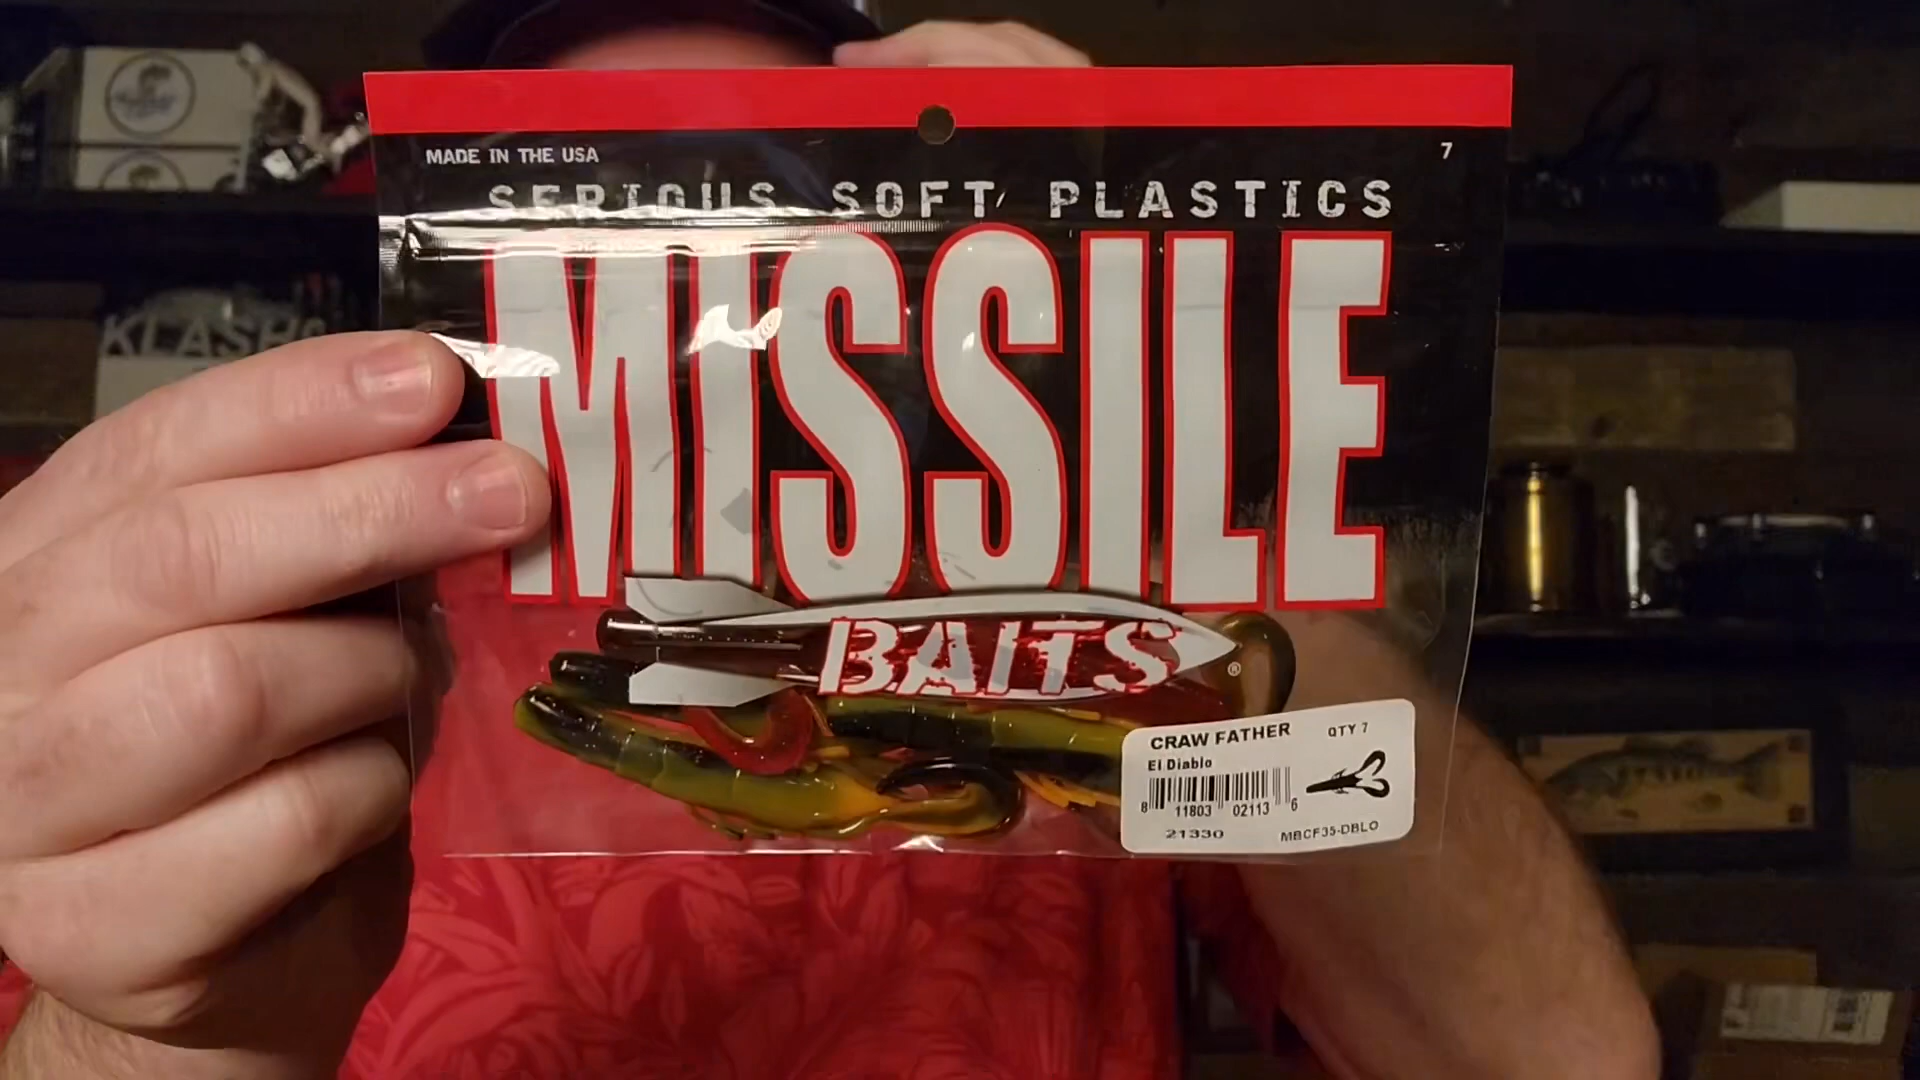 MADE IN THE USA
7
SERIOUS SOFT PLASTICS
MISSILE
BAITS®
CRAW FATHER QTY 7
El Diablo
8 11803 02113 6
21330 MBCF35-DBLO
KLASH